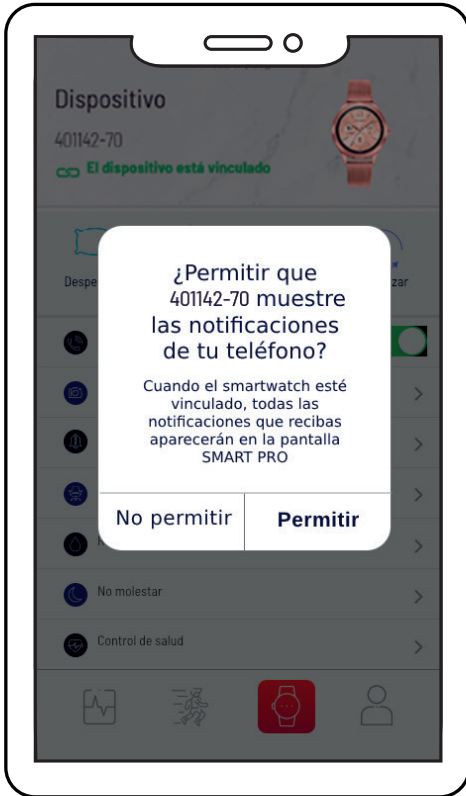 Dispositivo
401142-70
El dispositivo está vinculado
Despe
zar
¿Permitir que
401142-70 muestre
las notificaciones
de tu teléfono?
Cuando el smartwatch esté
vinculado, todas las
notificaciones que recibas
aparecerán en la pantalla
SMART PRO
No permitir
Permitir
No molestar
Control de salud